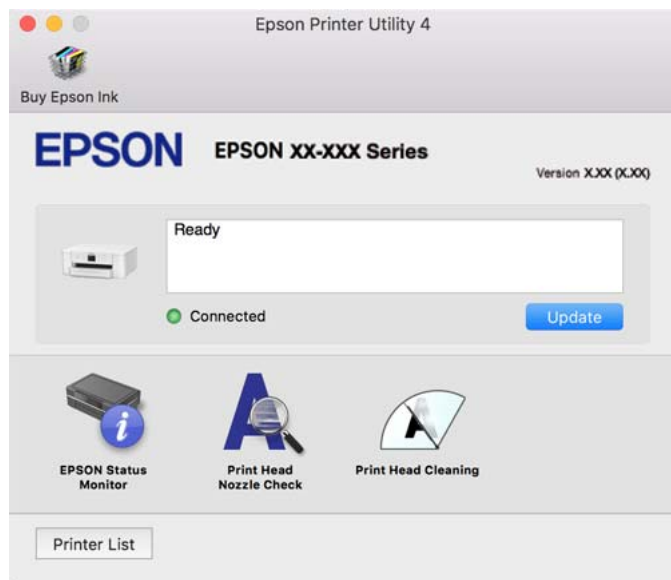 Epson Printer Utility 4
Buy Epson Ink
EPSON
EPSON XX-XXX Series
Version X.XX (X.XX)
Ready
Connected
Update
EPSON Status
Monitor
Print Head
Nozzle Check
Print Head Cleaning
Printer List